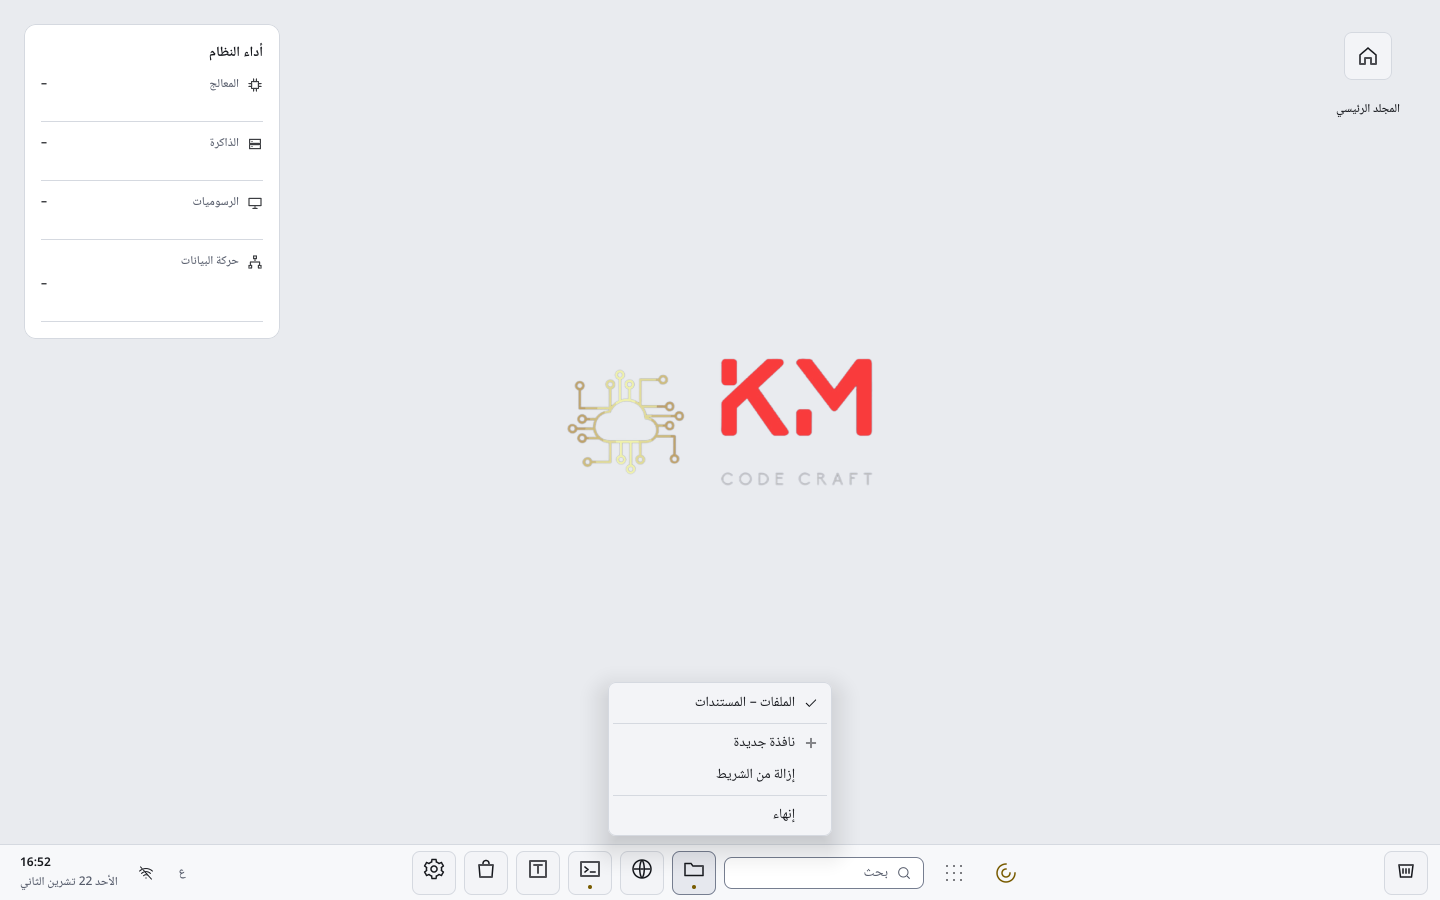 أداء النظام
المعالج –
الذاكرة –
الرسوميات –
حركة البيانات
–
المجلد الرئيسي
KM
CODE CRAFT
الملفات – المستندات
نافذة جديدة
إزالة من الشريط
إنهاء
بحث
ع
16:52
الأحد 22 تشرين الثاني